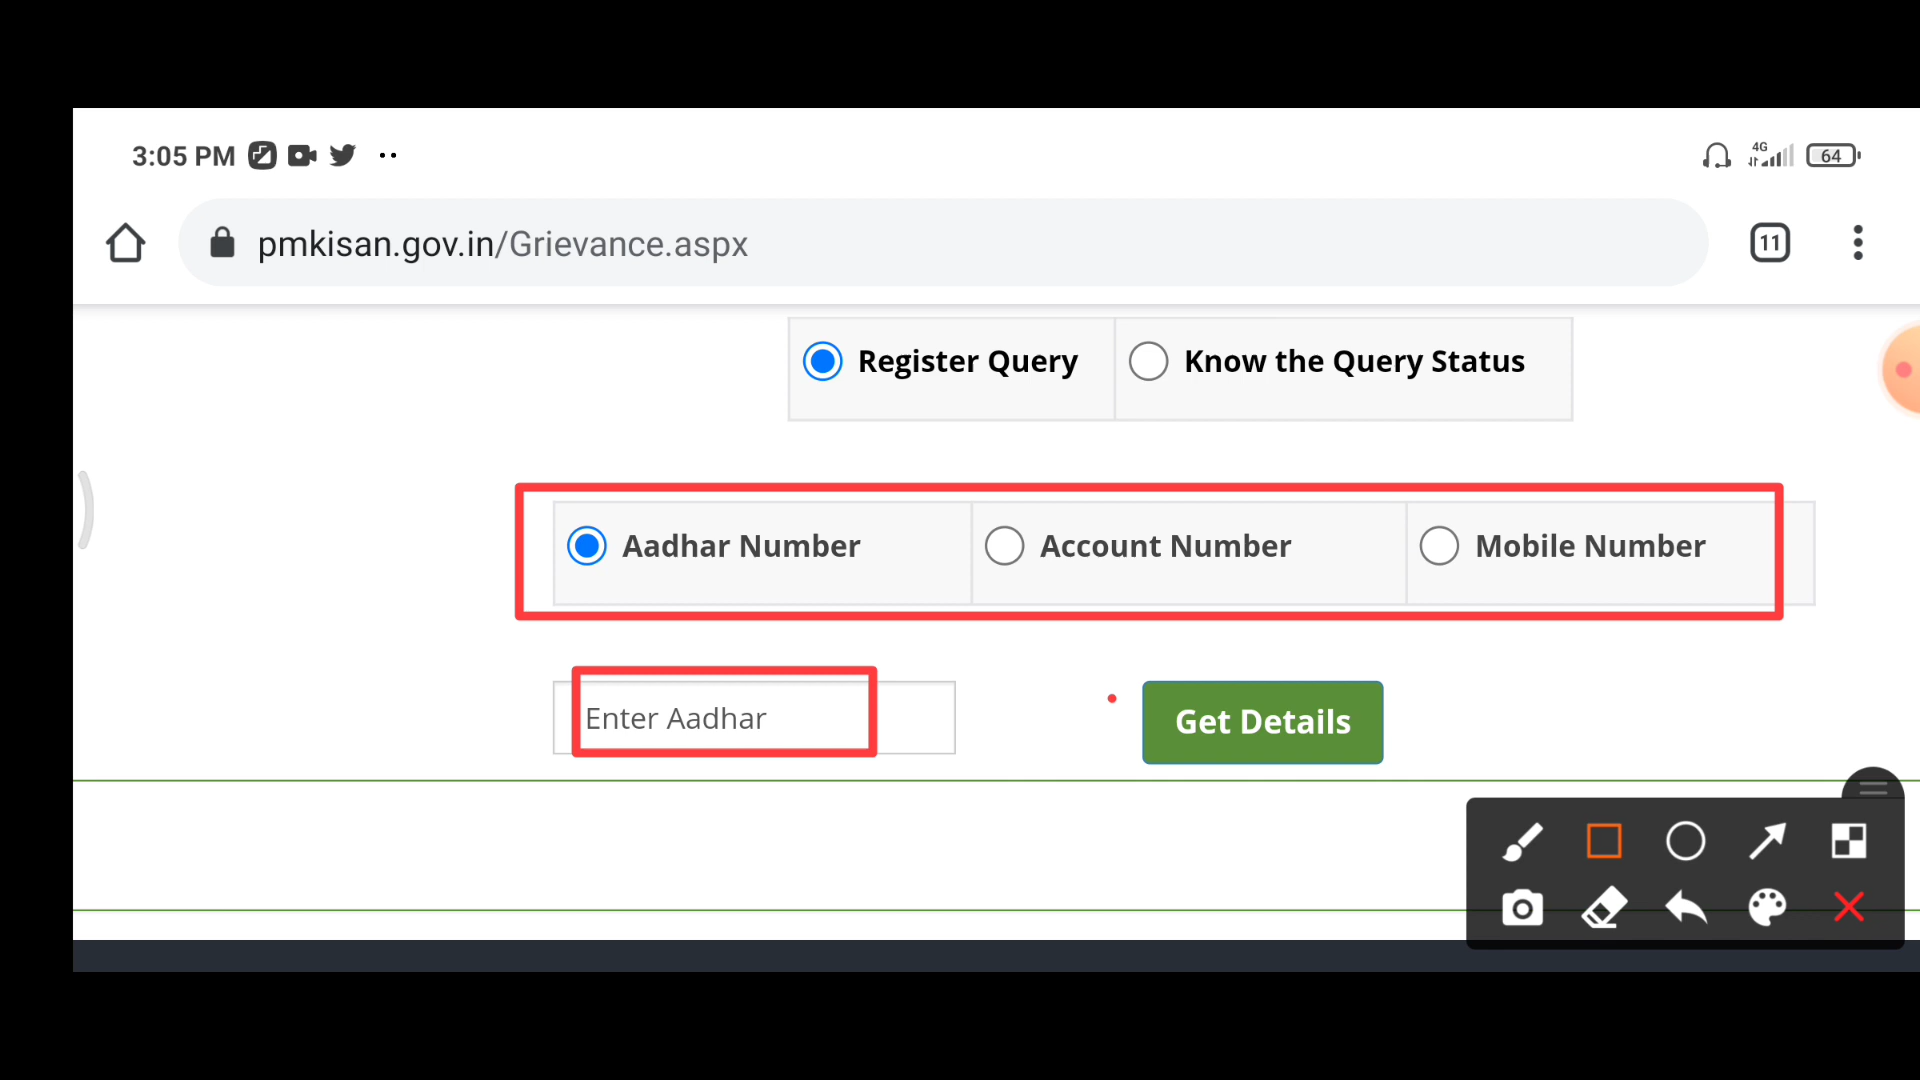 3:05 PM
4G
64
pmkisan.gov.in/Grievance.aspx
11
Register Query
Know the Query Status
Aadhar Number
Account Number
Mobile Number
Enter Aadhar
Get Details